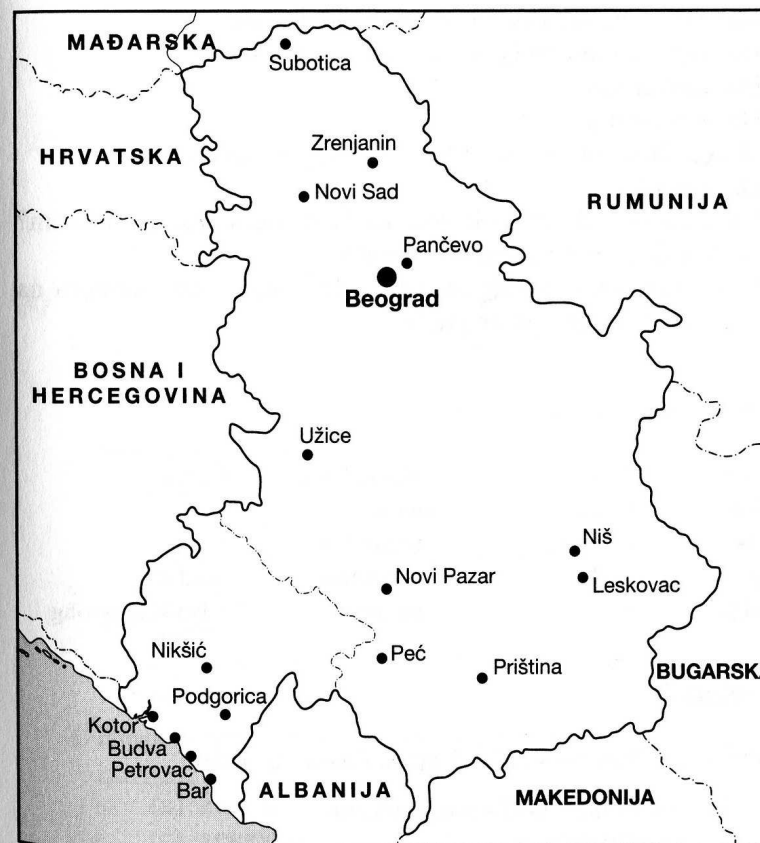 MAĐARSKA
Subotica
HRVATSKA
Zrenjanin
Novi Sad
RUMUNIJA
Pančevo
Beograd
BOSNA I
HERCEGOVINA
Užice
Niš
Novi Pazar
Leskovac
Nikšić
Peć
Priština
BUGARSKA
Podgorica
Kotor
Budva
Petrovac
Bar
ALBANIJA
MAKEDONIJA